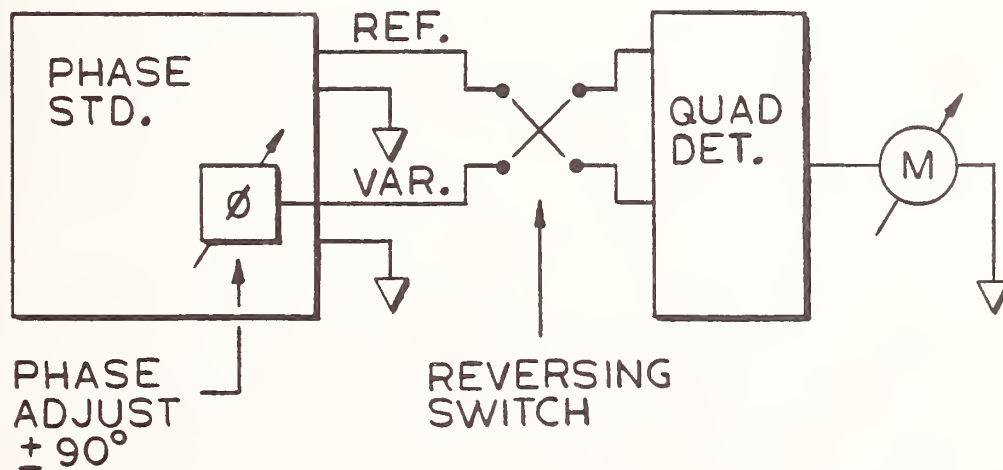 REF.
PHASE
STD.
QUAD
DET.
M
VAR.
Ø
PHASE
ADJUST
± 90°
REVERSING
SWITCH